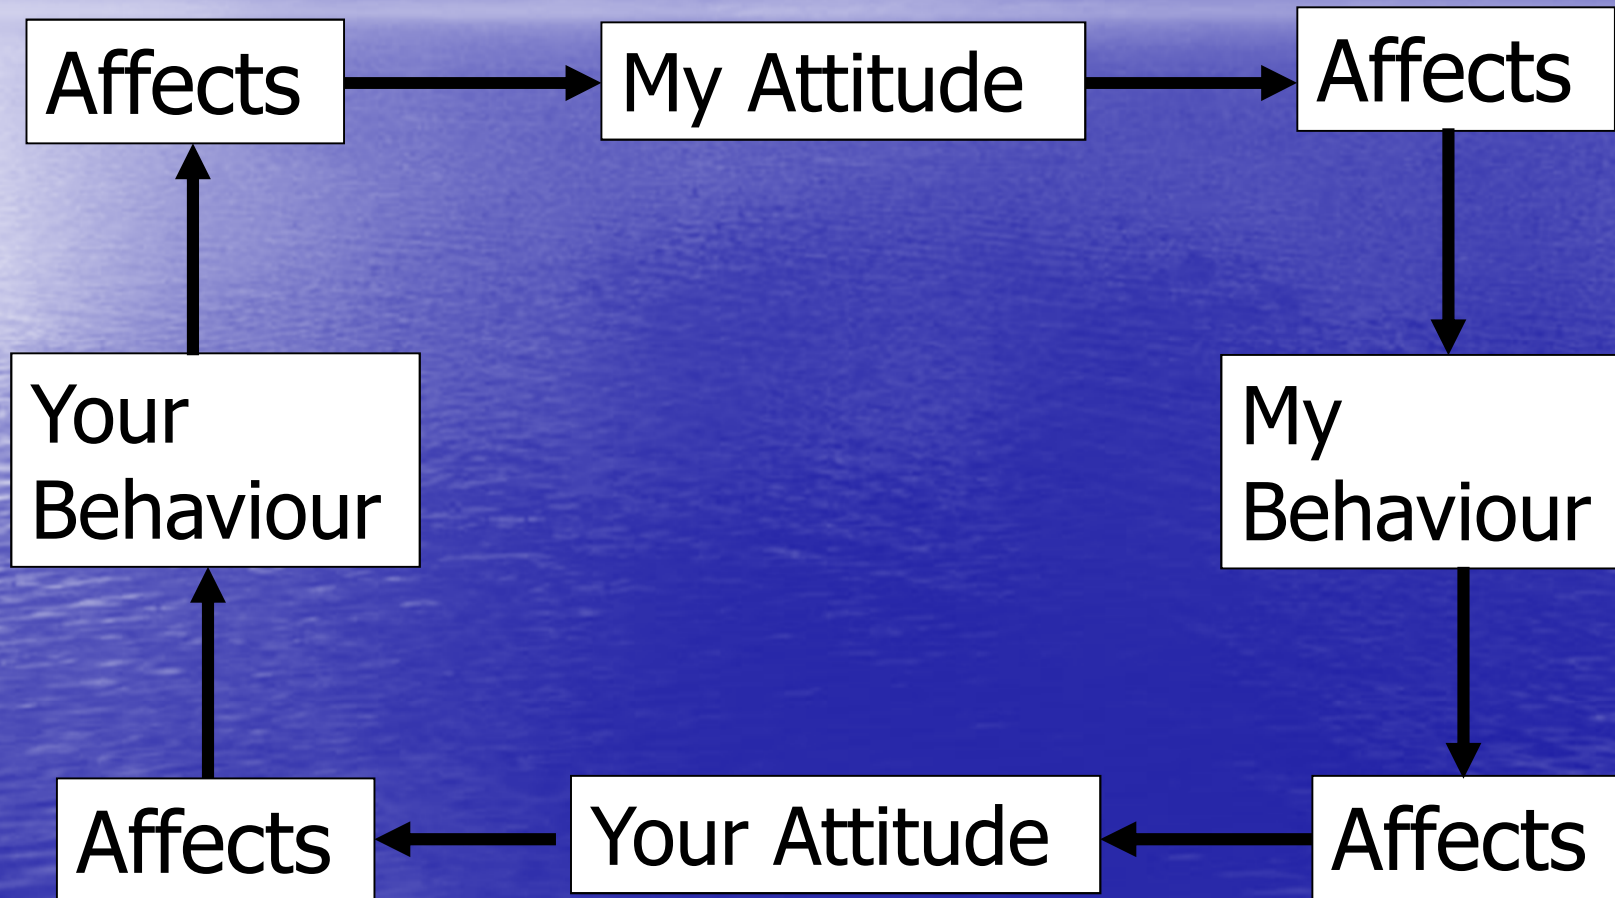 Affects
My Attitude
Affects
Your
Behaviour
My
Behaviour
Affects
Your Attitude
Affects